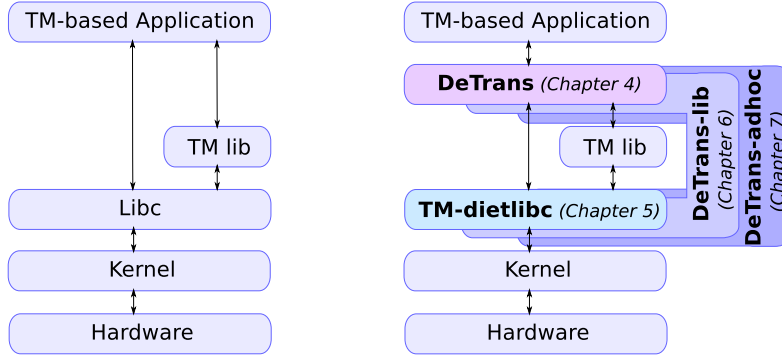 TM-based Application
TM lib
Libc
Kernel
Hardware
TM-based Application
DeTrans (Chapter 4)
TM lib
TM-dietlibc (Chapter 5)
Kernel
Hardware
DeTrans-lib
(Chapter 6)
DeTrans-adhoc
(Chapter 7)